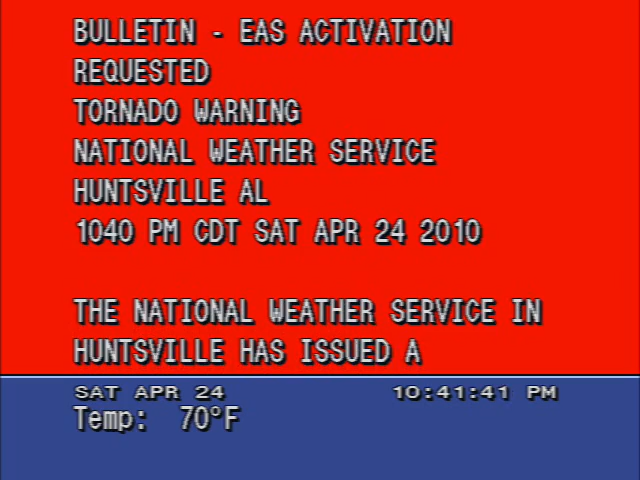 BULLETIN - EAS ACTIVATION
REQUESTED
TORNADO WARNING
NATIONAL WEATHER SERVICE
HUNTSVILLE AL
1040 PM CDT SAT APR 24 2010
THE NATIONAL WEATHER SERVICE IN
HUNTSVILLE HAS ISSUED A
SAT APR 24 10:41:41 PM
Temp: 70°F